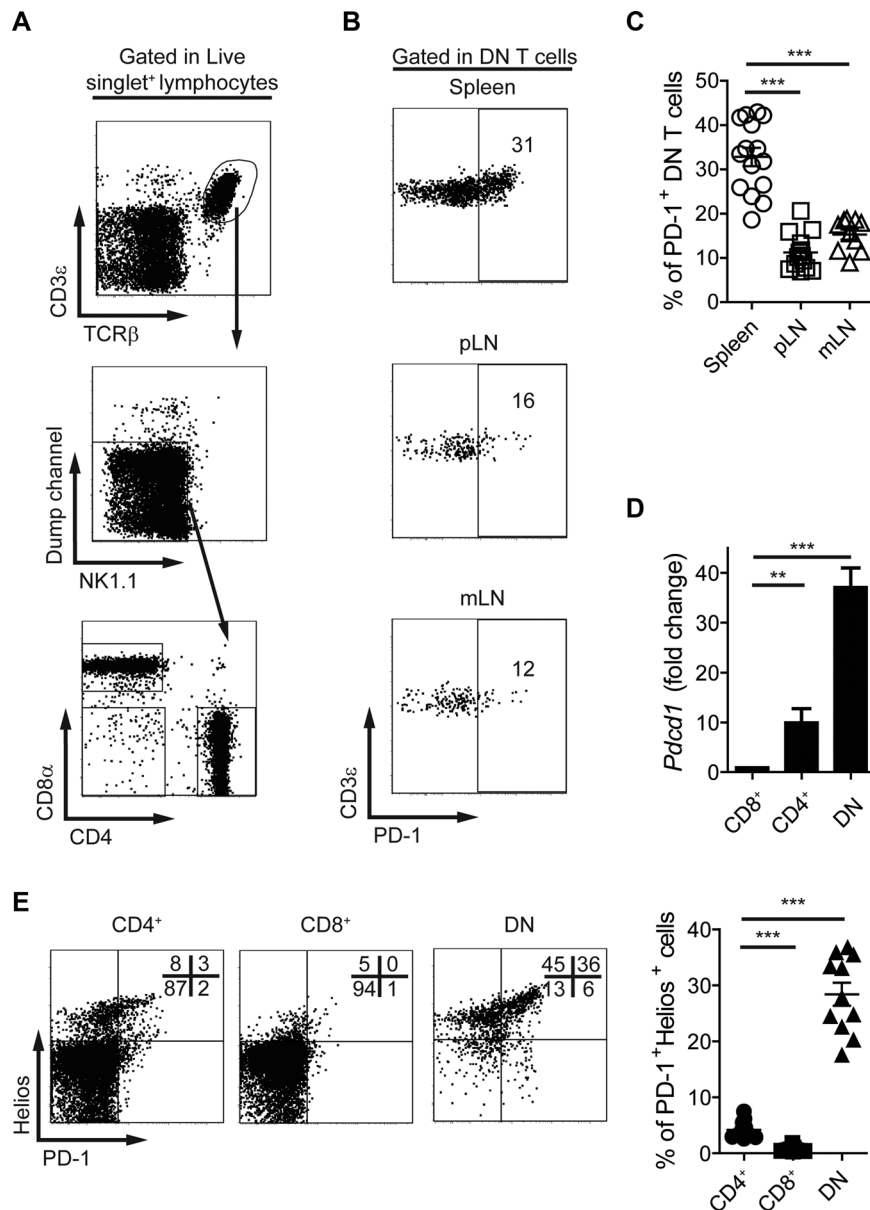 A
Gated in Live
singlet+ lymphocytes
CD3ε
TCRβ
Dump channel
NK1.1
CD8α
CD4
B
Gated in DN T cells
Spleen
31
pLN
16
mLN
12
CD3ε
PD-1
C
% of PD-1+ DN T cells
50
40
30
20
10
0
***
***
Spleen
pLN
mLN
D
Pdcd1 (fold change)
40
30
20
10
0
***
**
CD8+
CD4+
DN
E
CD4+
8 3
87 2
CD8+
5 0
94 1
DN
45 36
13 6
Helios
PD-1
% of PD-1+Helios+ cells
40
30
20
10
0
***
***
CD4+
CD8+
DN